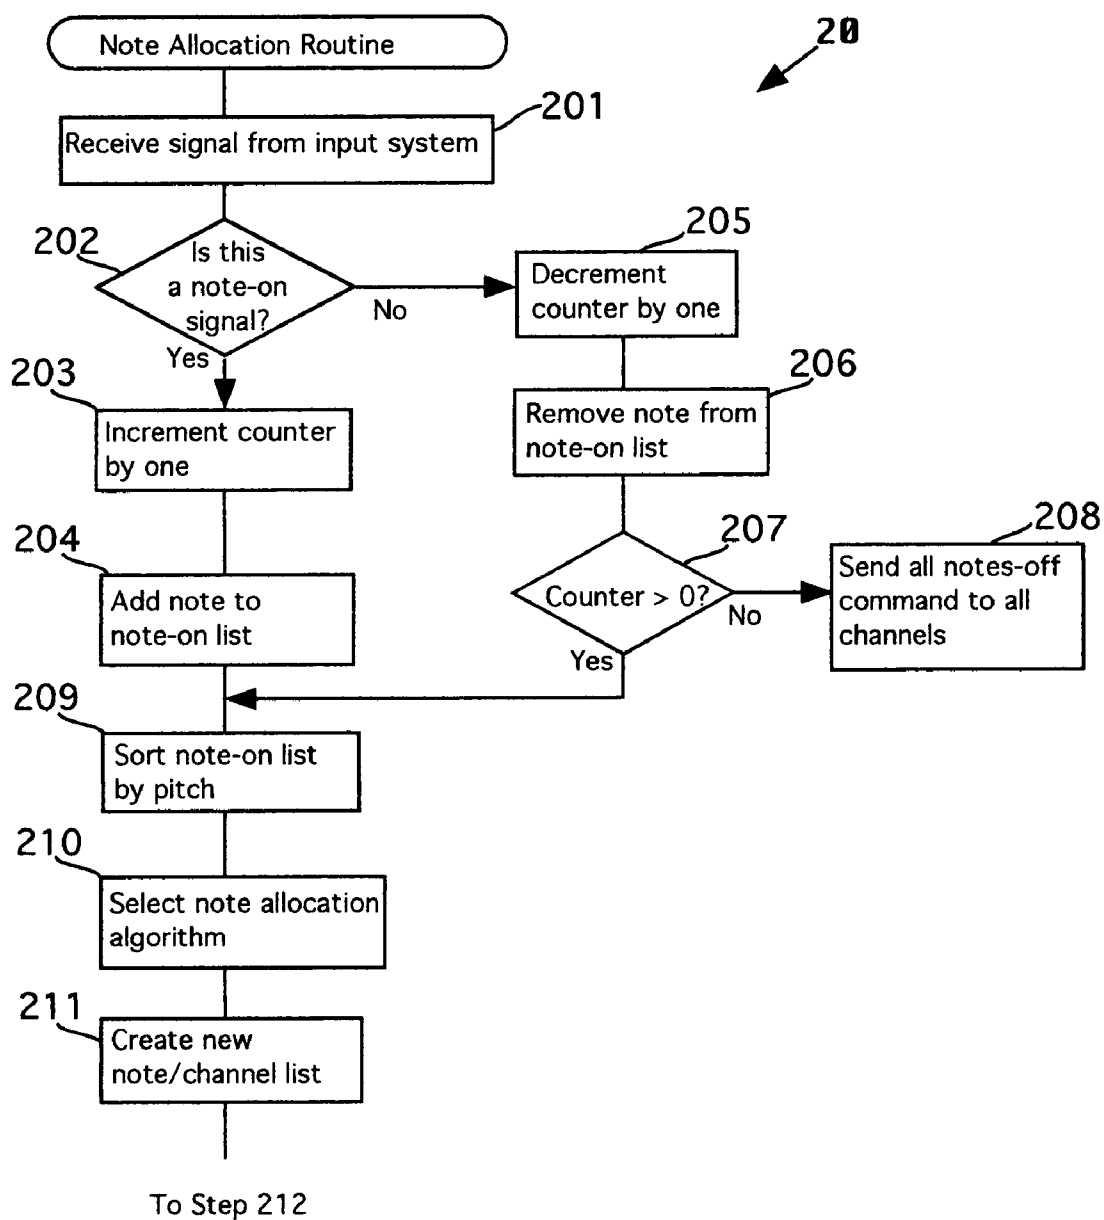 Note Allocation Routine
20
201
Receive signal from input system
202
Is this
a note-on
signal?
No
Yes
205
Decrement
counter by one
203
Increment counter
by one
206
Remove note from
note-on list
204
Add note to
note-on list
207
Counter > 0?
No
Yes
208
Send all notes-off
command to all
channels
209
Sort note-on list
by pitch
210
Select note allocation
algorithm
211
Create new
note/channel list
To Step 212